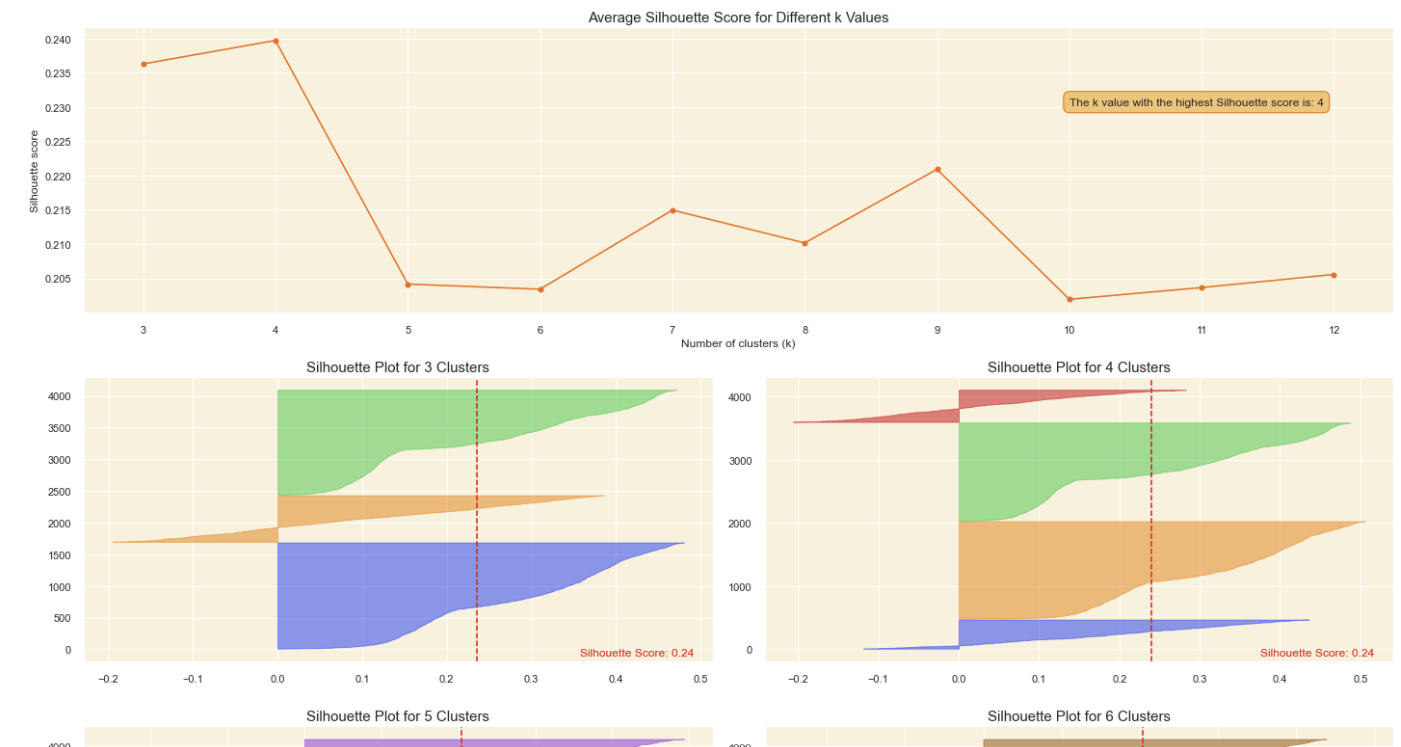 Average Silhouette Score for Different k Values
0.240
0.235
0.230
0.225
0.220
0.215
0.210
0.205
Silhouette score
The k value with the highest Silhouette score is: 4
3 4 5 6 7 8 9 10 11 12
Number of clusters (k)
Silhouette Plot for 3 Clusters
4000
3500
3000
2500
2000
1500
1000
500
0
Silhouette Score: 0.24
−0.2 −0.1 0.0 0.1 0.2 0.3 0.4 0.5
Silhouette Plot for 4 Clusters
4000
3000
2000
1000
0
Silhouette Score: 0.24
−0.2 −0.1 0.0 0.1 0.2 0.3 0.4 0.5
Silhouette Plot for 5 Clusters
Silhouette Plot for 6 Clusters